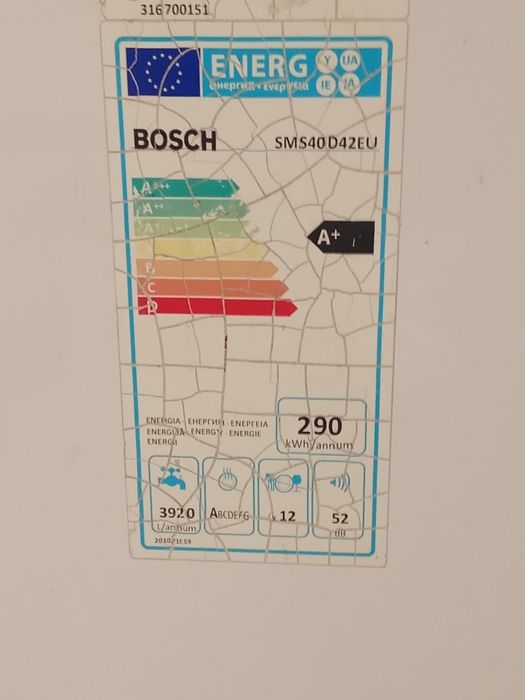 316700151
ENERG
Y UA
енергия · ενεργεια
IE IA
BOSCH
SMS40D42EU
A+++
A++
A+
A+
B
C
D
ENERGIA · ЕНЕРГИЯ · ΕΝΕΡΓΕΙΑ
ENERGIJA · ENERGY · ENERGIE
ENERGI
290
kWh/annum
3920
L/annum
ABCDEFG
x 12
52
dB
2010/1059